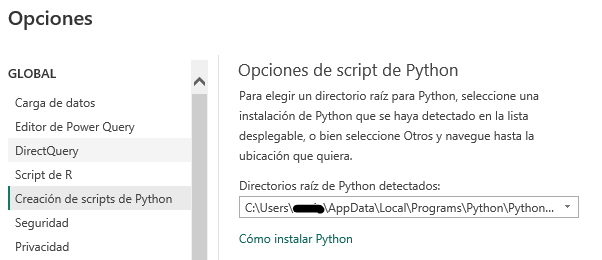 Opciones
GLOBAL
Carga de datos
Editor de Power Query
DirectQuery
Script de R
Creación de scripts de Python
Seguridad
Privacidad
Opciones de script de Python
Para elegir un directorio raíz para Python, seleccione una
instalación de Python que se haya detectado en la lista
desplegable, o bien seleccione Otros y navegue hasta la
ubicación que quiera.
Directorios raíz de Python detectados:
C:\Users\ \AppData\Local\Programs\Python\Python...
Cómo instalar Python